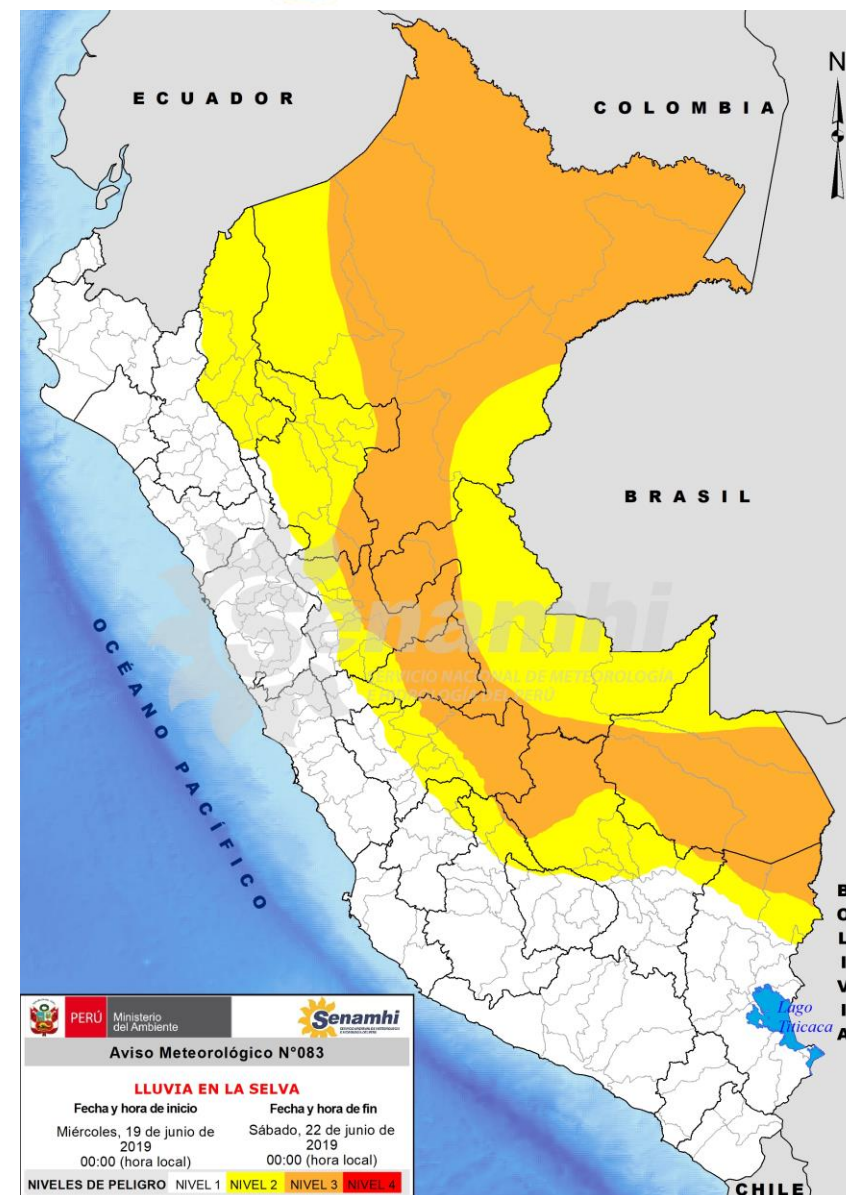 N
ECUADOR
COLOMBIA
BRASIL
Senamhi
SERVICIO NACIONAL DE METEOROLOGÍA
E HIDROLOGÍA DEL PERÚ
OCÉANO PACÍFICO
BOLIVIA
Lago
Titicaca
CHILE
PERÚ
Ministerio
del Ambiente
Senamhi
Aviso Meteorológico N°083
LLUVIA EN LA SELVA
Fecha y hora de inicio Fecha y hora de fin
Miércoles, 19 de junio de Sábado, 22 de junio de
2019 2019
00:00 (hora local) 00:00 (hora local)
NIVELES DE PELIGRO NIVEL 1 NIVEL 2 NIVEL 3 NIVEL 4